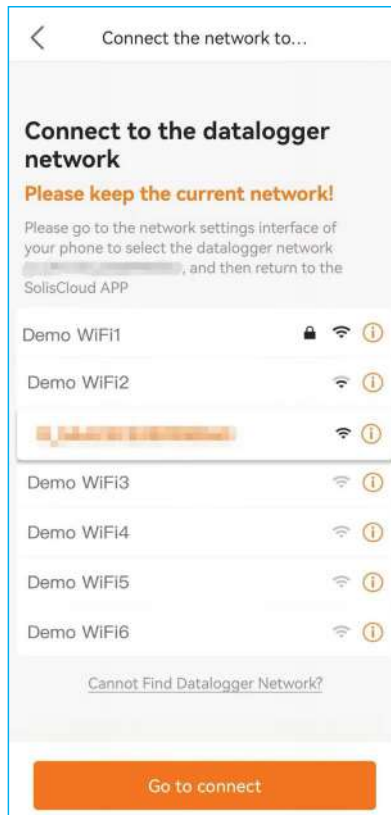 Connect the network to...
Connect to the datalogger
network
Please keep the current network!
Please go to the network settings interface of
your phone to select the datalogger network
, and then return to the
SolisCloud APP
Demo WiFi1
Demo WiFi2
Demo WiFi3
Demo WiFi4
Demo WiFi5
Demo WiFi6
Cannot Find Datalogger Network?
Go to connect